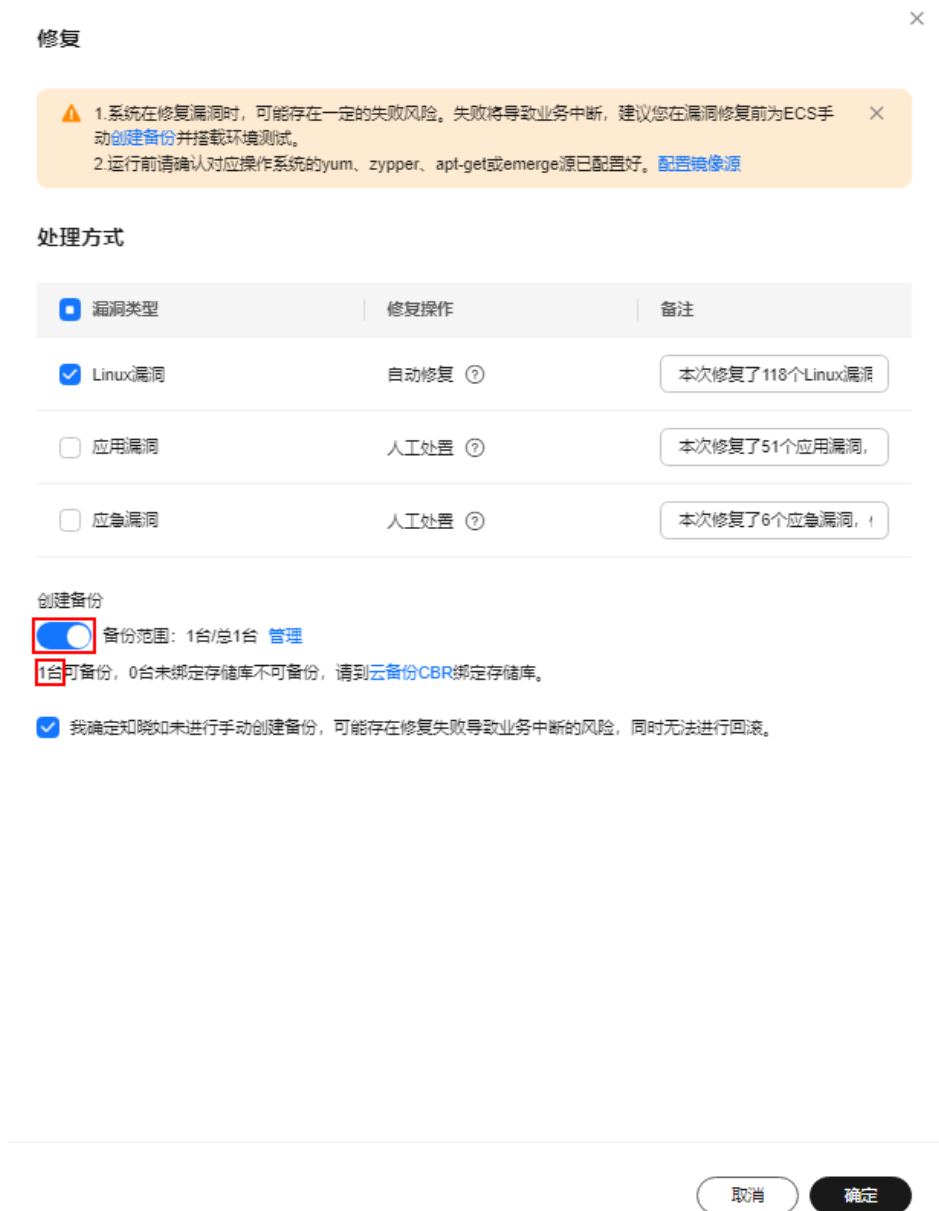 修复
1.系统在修复漏洞时，可能存在一定的失败风险。失败将导致业务中断，建议您在漏洞修复前为ECS手
动创建备份并搭载环境测试。
2.运行前请确认对应操作系统的yum、zypper、apt-get或emerge源已配置好。配置镜像源
处理方式
漏洞类型 修复操作 备注
Linux漏洞 自动修复 本次修复了118个Linux漏洞
应用漏洞 人工处置 本次修复了51个应用漏洞，
应急漏洞 人工处置 本次修复了6个应急漏洞，
创建备份
备份范围：1台/总1台 管理
1台可备份，0台未绑定存储库不可备份，请到云备份CBR绑定存储库。
我确定知晓如未进行手动创建备份，可能存在修复失败导致业务中断的风险，同时无法进行回滚。
取消 确定